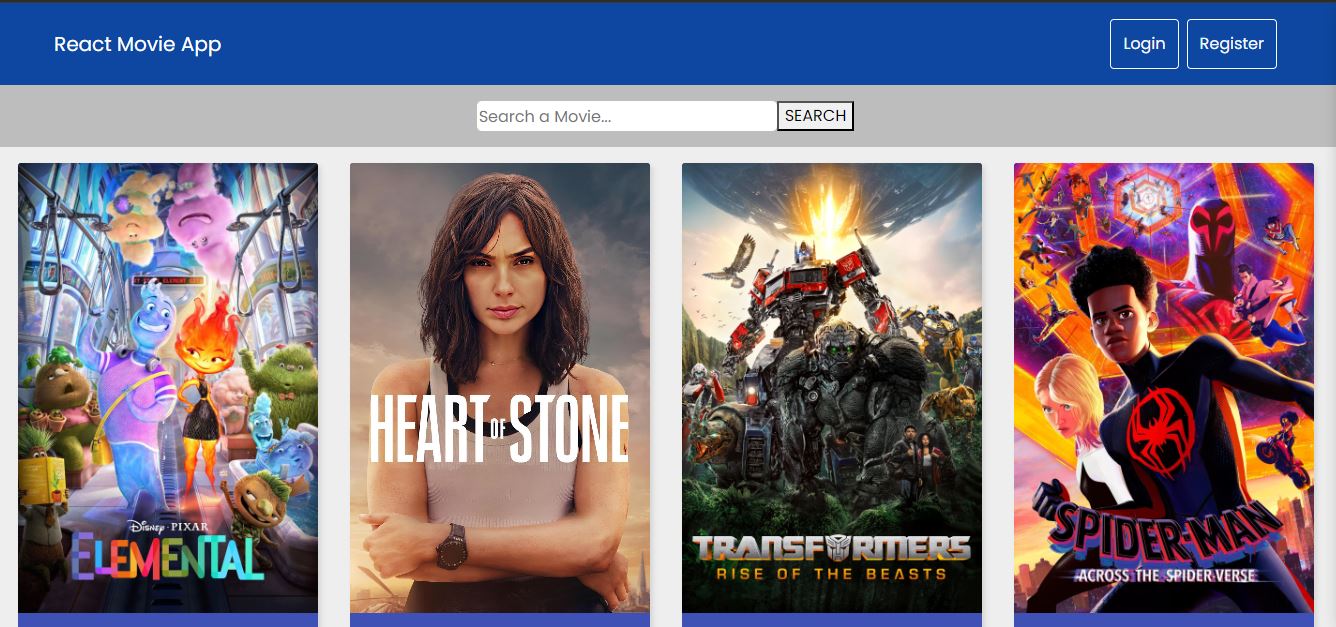 React Movie App
Login
Register
Search a Movie...
SEARCH
DISNEY · PIXAR
ELEMENTAL
HEART OF STONE
TRANSFORMERS
RISE OF THE BEASTS
SPIDER-MAN
ACROSS THE SPIDER-VERSE